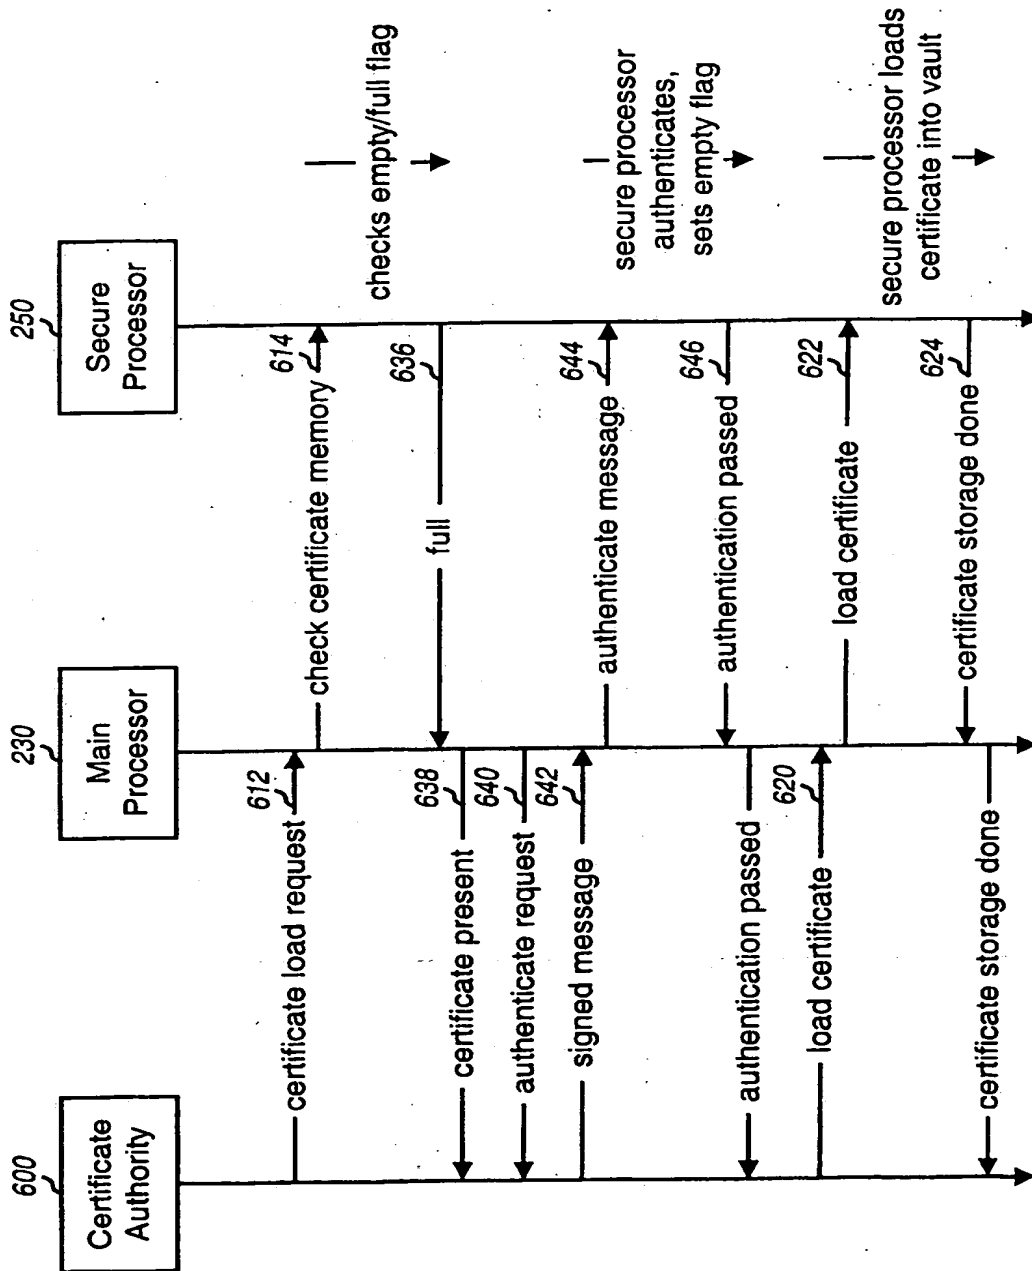 600
Certificate
Authority
230
Main
Processor
250
Secure
Processor
certificate load request
612
check certificate memory
614
checks empty/full flag
full
636
certificate present
638
authenticate request
640
signed message
642
authenticate message
644
secure processor
authenticates,
sets empty flag
authentication passed
646
authentication passed
load certificate
620
load certificate
622
secure processor loads
certificate into vault
certificate storage done
624
certificate storage done